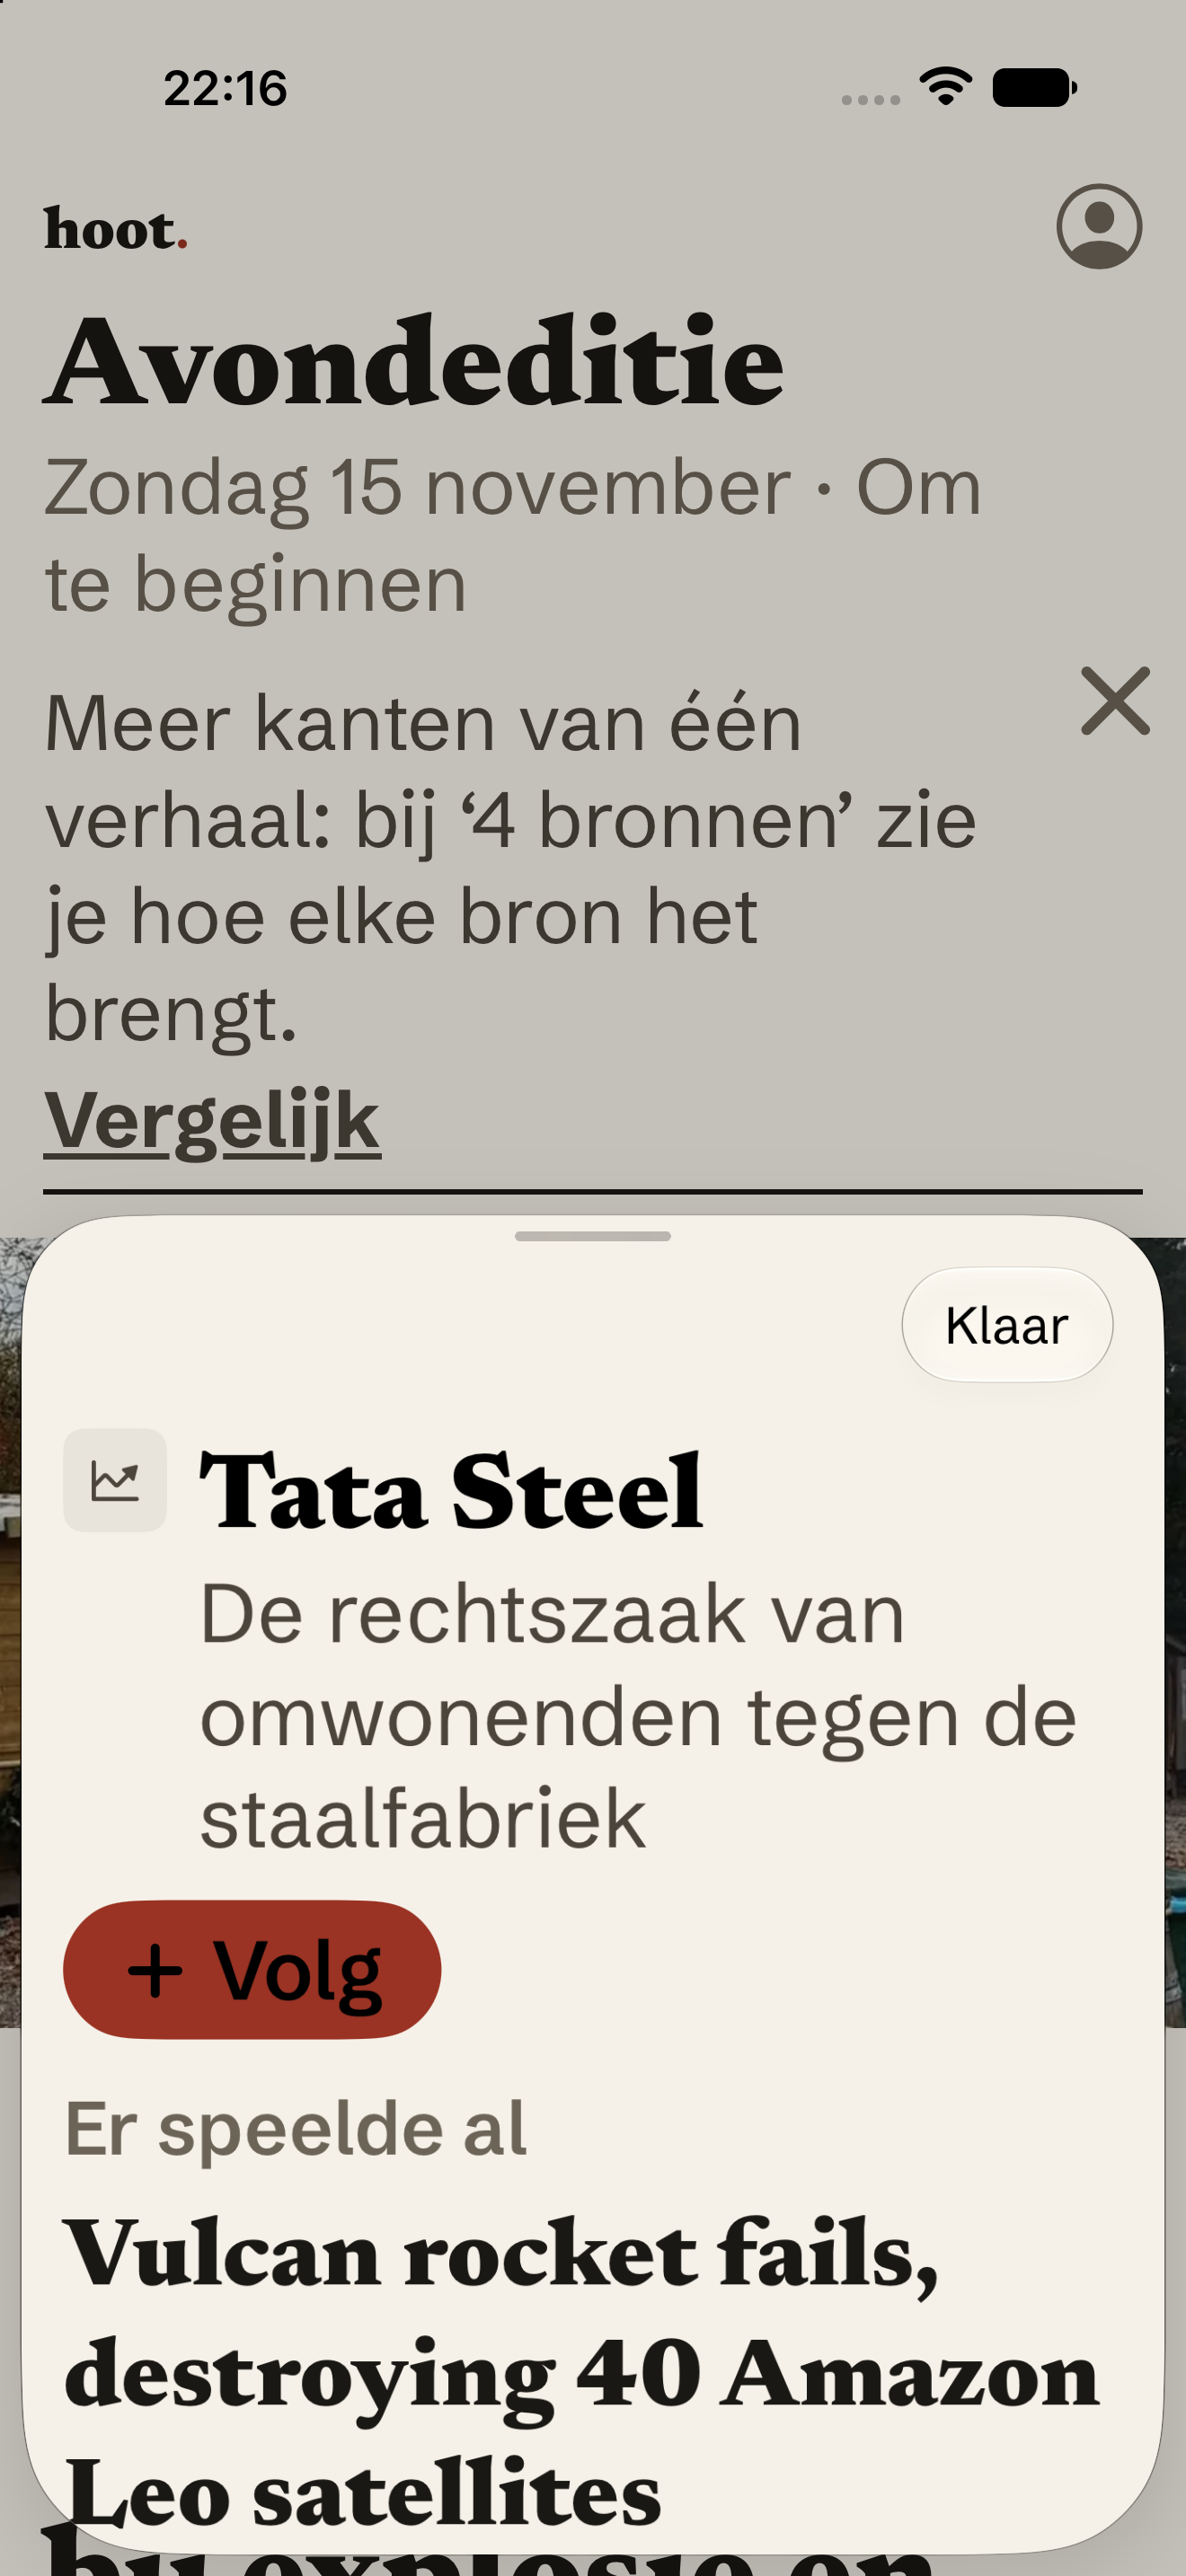 22:16
hoot.
Avondeditie
Zondag 15 november · Om
te beginnen
Meer kanten van één
verhaal: bij ‘4 bronnen’ zie
je hoe elke bron het
brengt.
Vergelijk
Klaar
Tata Steel
De rechtszaak van
omwonenden tegen de
staalfabriek
+ Volg
Er speelde al
Vulcan rocket fails,
destroying 40 Amazon
Leo satellites